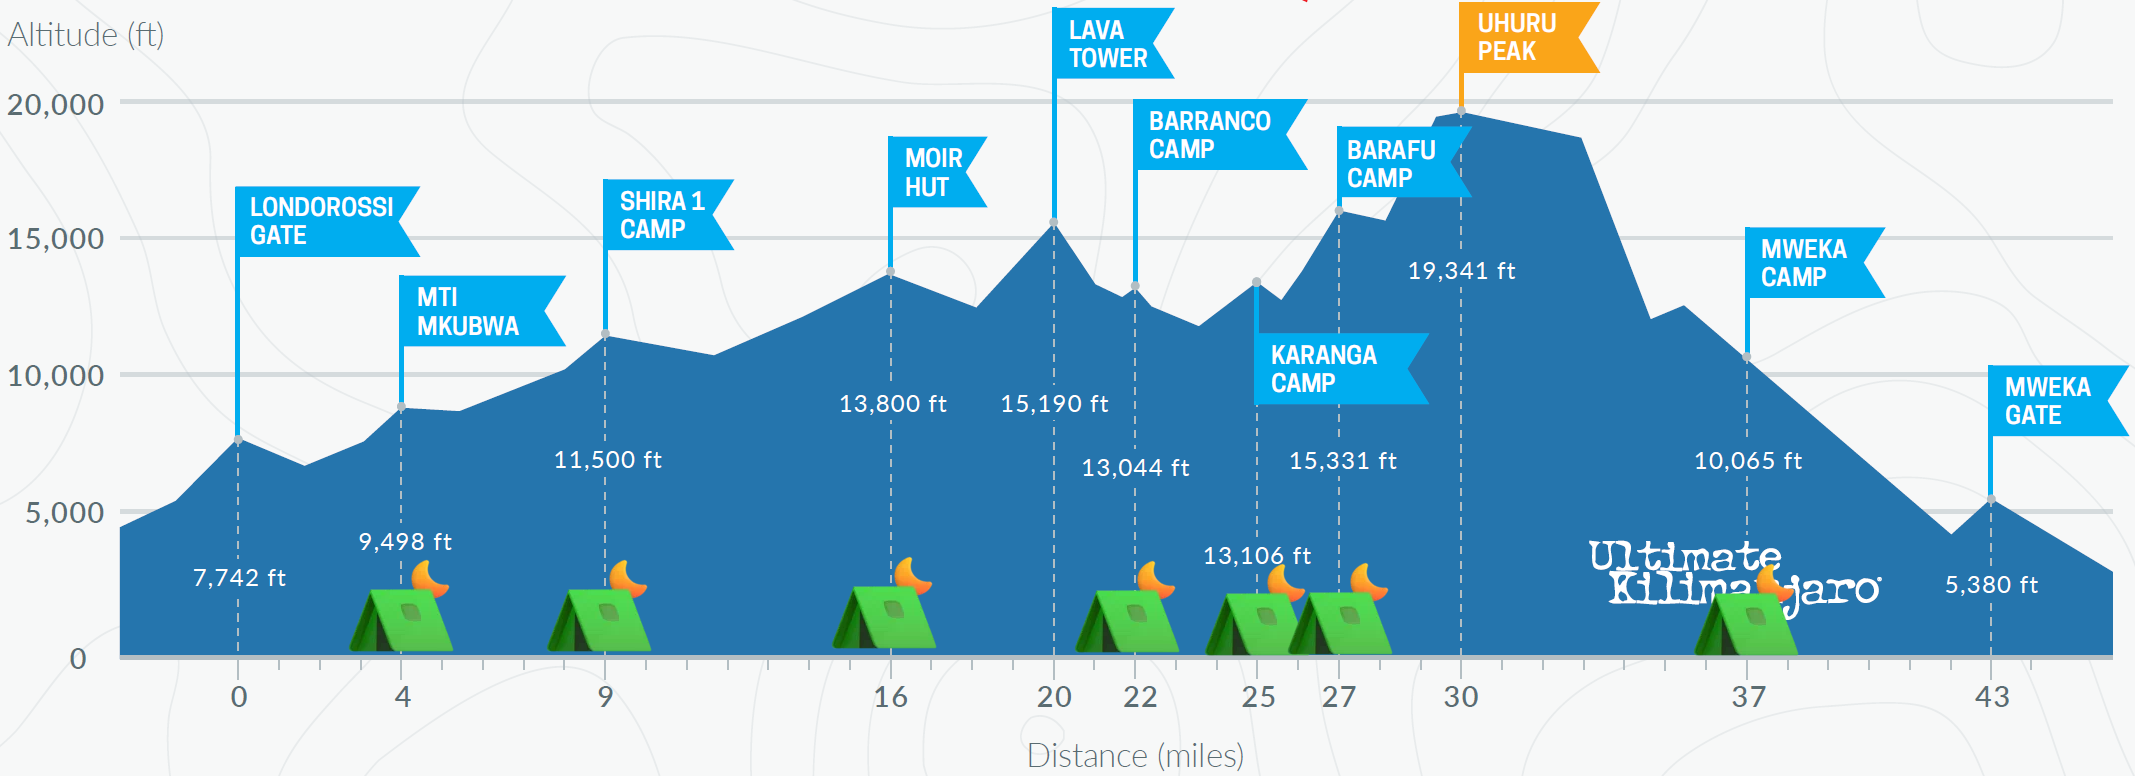 Altitude (ft)
20,000
15,000
10,000
5,000
0
LONDOROSSI
GATE
MTI
MKUBWA
SHIRA 1
CAMP
MOIR
HUT
LAVA
TOWER
BARRANCO
CAMP
KARANGA
CAMP
BARAFU
CAMP
UHURU
PEAK
MWEKA
CAMP
MWEKA
GATE
7,742 ft
9,498 ft
11,500 ft
13,800 ft
15,190 ft
13,044 ft
13,106 ft
15,331 ft
19,341 ft
10,065 ft
5,380 ft
Ultimate
Kilimanjaro
0 4 9 16 20 22 25 27 30 37 43
Distance (miles)